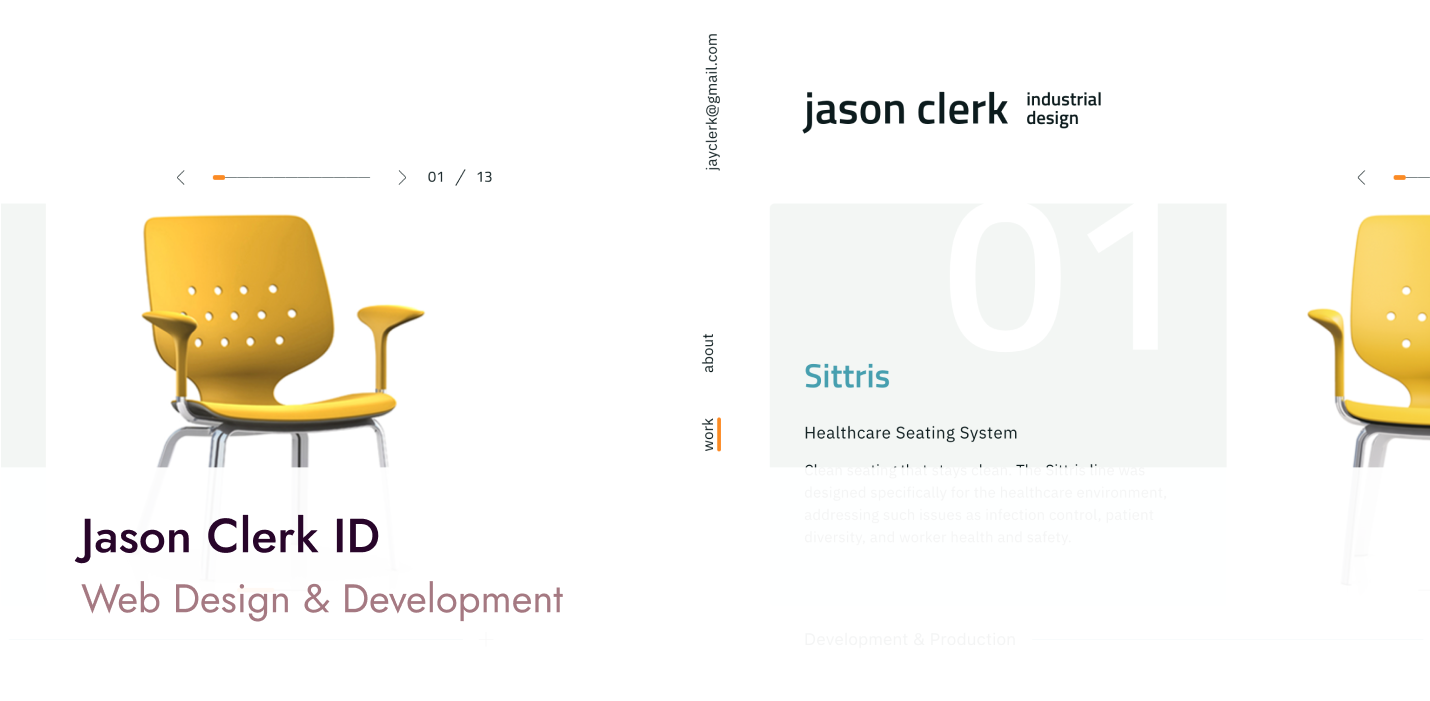 01 / 13
Jason Clerk ID
Web Design & Development
jayclerk@gmail.com
about
work
jason clerk
industrial
design
01
Sittris
Healthcare Seating System
Clean seating that stays clean. The Sittris line was
designed specifically for the healthcare environment,
addressing such issues as infection control, patient
diversity, and worker health and safety.
Development & Production